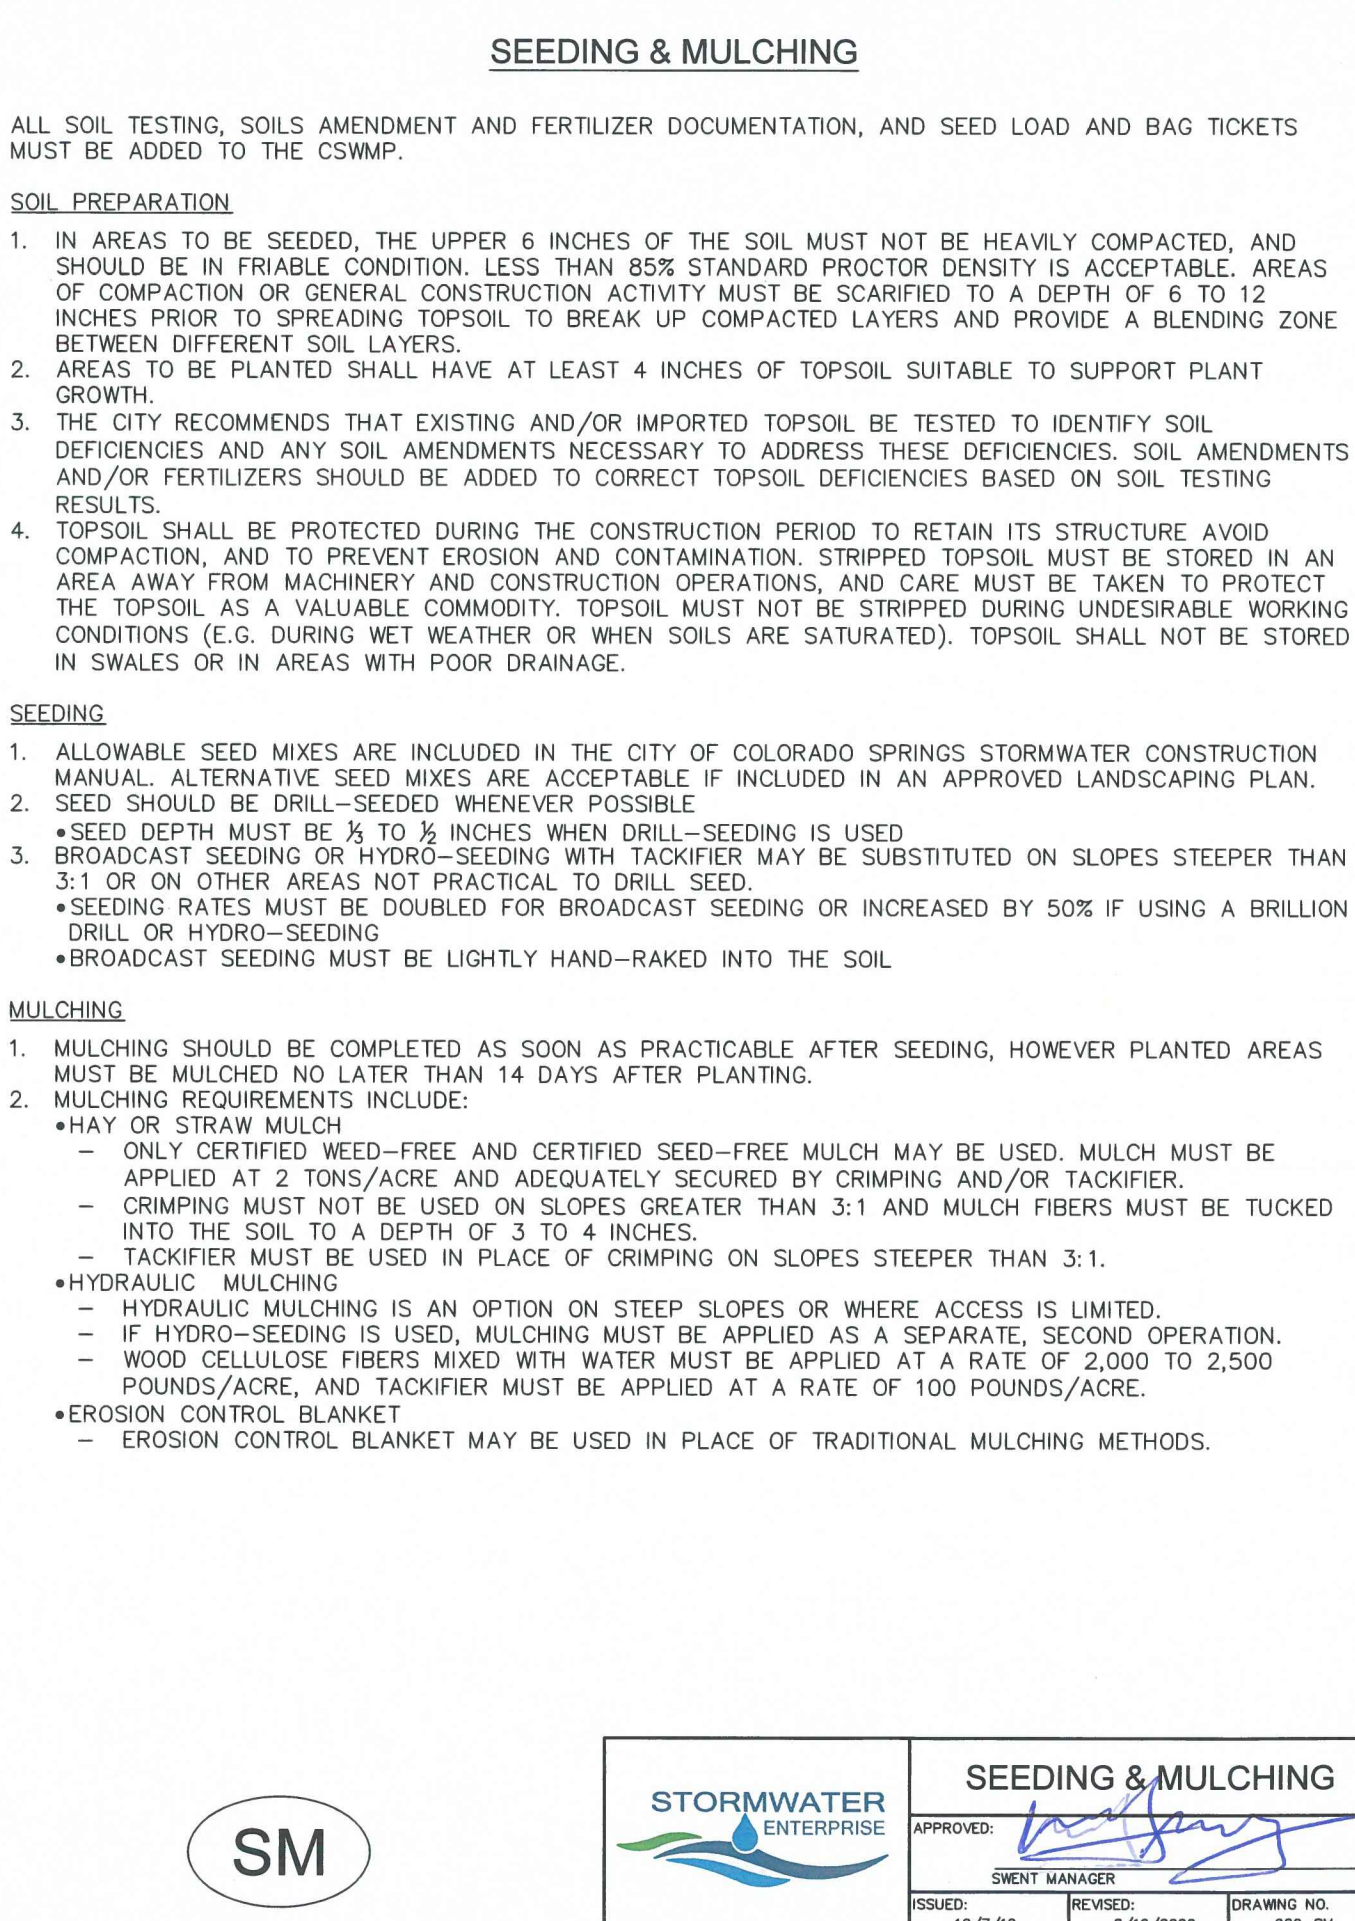 SEEDING & MULCHING
ALL SOIL TESTING, SOILS AMENDMENT AND FERTILIZER DOCUMENTATION, AND SEED LOAD AND BAG TICKETS
MUST BE ADDED TO THE CSWMP.
SOIL PREPARATION
1. IN AREAS TO BE SEEDED, THE UPPER 6 INCHES OF THE SOIL MUST NOT BE HEAVILY COMPACTED, AND
SHOULD BE IN FRIABLE CONDITION. LESS THAN 85% STANDARD PROCTOR DENSITY IS ACCEPTABLE. AREAS
OF COMPACTION OR GENERAL CONSTRUCTION ACTIVITY MUST BE SCARIFIED TO A DEPTH OF 6 TO 12
INCHES PRIOR TO SPREADING TOPSOIL TO BREAK UP COMPACTED LAYERS AND PROVIDE A BLENDING ZONE
BETWEEN DIFFERENT SOIL LAYERS.
2. AREAS TO BE PLANTED SHALL HAVE AT LEAST 4 INCHES OF TOPSOIL SUITABLE TO SUPPORT PLANT
GROWTH.
3. THE CITY RECOMMENDS THAT EXISTING AND/OR IMPORTED TOPSOIL BE TESTED TO IDENTIFY SOIL
DEFICIENCIES AND ANY SOIL AMENDMENTS NECESSARY TO ADDRESS THESE DEFICIENCIES. SOIL AMENDMENTS
AND/OR FERTILIZERS SHOULD BE ADDED TO CORRECT TOPSOIL DEFICIENCIES BASED ON SOIL TESTING
RESULTS.
4. TOPSOIL SHALL BE PROTECTED DURING THE CONSTRUCTION PERIOD TO RETAIN ITS STRUCTURE AVOID
COMPACTION, AND TO PREVENT EROSION AND CONTAMINATION. STRIPPED TOPSOIL MUST BE STORED IN AN
AREA AWAY FROM MACHINERY AND CONSTRUCTION OPERATIONS, AND CARE MUST BE TAKEN TO PROTECT
THE TOPSOIL AS A VALUABLE COMMODITY. TOPSOIL MUST NOT BE STRIPPED DURING UNDESIRABLE WORKING
CONDITIONS (E.G. DURING WET WEATHER OR WHEN SOILS ARE SATURATED). TOPSOIL SHALL NOT BE STORED
IN SWALES OR IN AREAS WITH POOR DRAINAGE.
SEEDING
1. ALLOWABLE SEED MIXES ARE INCLUDED IN THE CITY OF COLORADO SPRINGS STORMWATER CONSTRUCTION
MANUAL. ALTERNATIVE SEED MIXES ARE ACCEPTABLE IF INCLUDED IN AN APPROVED LANDSCAPING PLAN.
2. SEED SHOULD BE DRILL–SEEDED WHENEVER POSSIBLE
•SEED DEPTH MUST BE ⅓ TO ½ INCHES WHEN DRILL–SEEDING IS USED
3. BROADCAST SEEDING OR HYDRO–SEEDING WITH TACKIFIER MAY BE SUBSTITUTED ON SLOPES STEEPER THAN
3:1 OR ON OTHER AREAS NOT PRACTICAL TO DRILL SEED.
•SEEDING RATES MUST BE DOUBLED FOR BROADCAST SEEDING OR INCREASED BY 50% IF USING A BRILLION
DRILL OR HYDRO–SEEDING
•BROADCAST SEEDING MUST BE LIGHTLY HAND–RAKED INTO THE SOIL
MULCHING
1. MULCHING SHOULD BE COMPLETED AS SOON AS PRACTICABLE AFTER SEEDING, HOWEVER PLANTED AREAS
MUST BE MULCHED NO LATER THAN 14 DAYS AFTER PLANTING.
2. MULCHING REQUIREMENTS INCLUDE:
•HAY OR STRAW MULCH
– ONLY CERTIFIED WEED–FREE AND CERTIFIED SEED–FREE MULCH MAY BE USED. MULCH MUST BE
APPLIED AT 2 TONS/ACRE AND ADEQUATELY SECURED BY CRIMPING AND/OR TACKIFIER.
– CRIMPING MUST NOT BE USED ON SLOPES GREATER THAN 3:1 AND MULCH FIBERS MUST BE TUCKED
INTO THE SOIL TO A DEPTH OF 3 TO 4 INCHES.
– TACKIFIER MUST BE USED IN PLACE OF CRIMPING ON SLOPES STEEPER THAN 3:1.
•HYDRAULIC MULCHING
– HYDRAULIC MULCHING IS AN OPTION ON STEEP SLOPES OR WHERE ACCESS IS LIMITED.
– IF HYDRO–SEEDING IS USED, MULCHING MUST BE APPLIED AS A SEPARATE, SECOND OPERATION.
– WOOD CELLULOSE FIBERS MIXED WITH WATER MUST BE APPLIED AT A RATE OF 2,000 TO 2,500
POUNDS/ACRE, AND TACKIFIER MUST BE APPLIED AT A RATE OF 100 POUNDS/ACRE.
•EROSION CONTROL BLANKET
– EROSION CONTROL BLANKET MAY BE USED IN PLACE OF TRADITIONAL MULCHING METHODS.
SM
STORMWATER
ENTERPRISE
SEEDING & MULCHING
APPROVED:
SWENT MANAGER
ISSUED:
REVISED:
DRAWING NO.